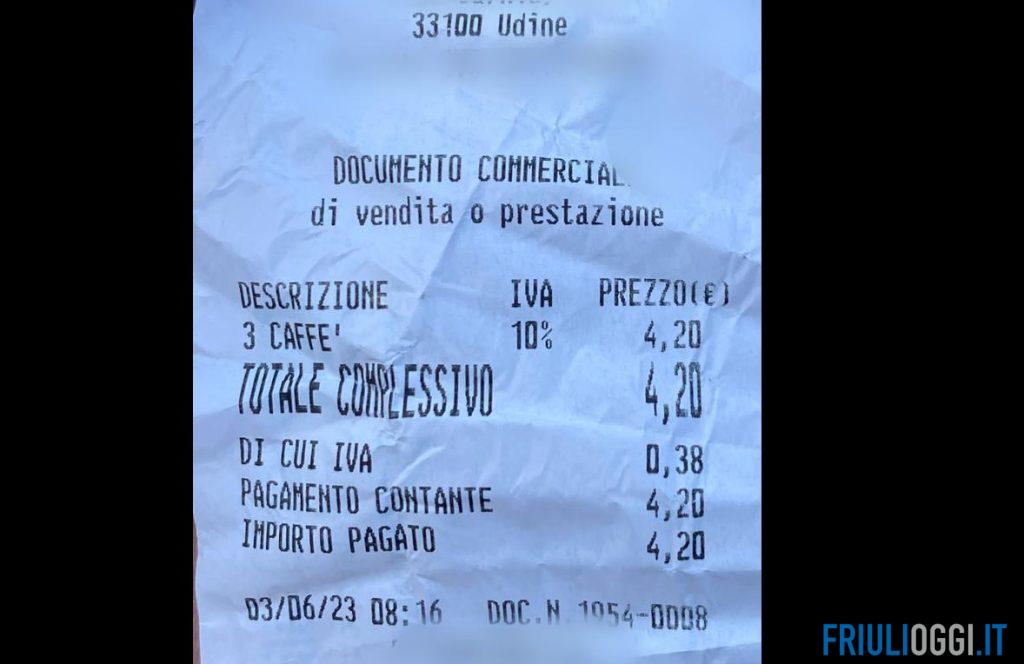 33100 Udine
DOCUMENTO COMMERCIAL
di vendita o prestazione
DESCRIZIONE IVA PREZZO(€)
3 CAFFE' 10% 4,20
TOTALE COMPLESSIVO 4,20
DI CUI IVA 0,38
PAGAMENTO CONTANTE 4,20
IMPORTO PAGATO 4,20
03/06/23 08:16 DOC.N.1954-0008
FRIULIOGGI.IT